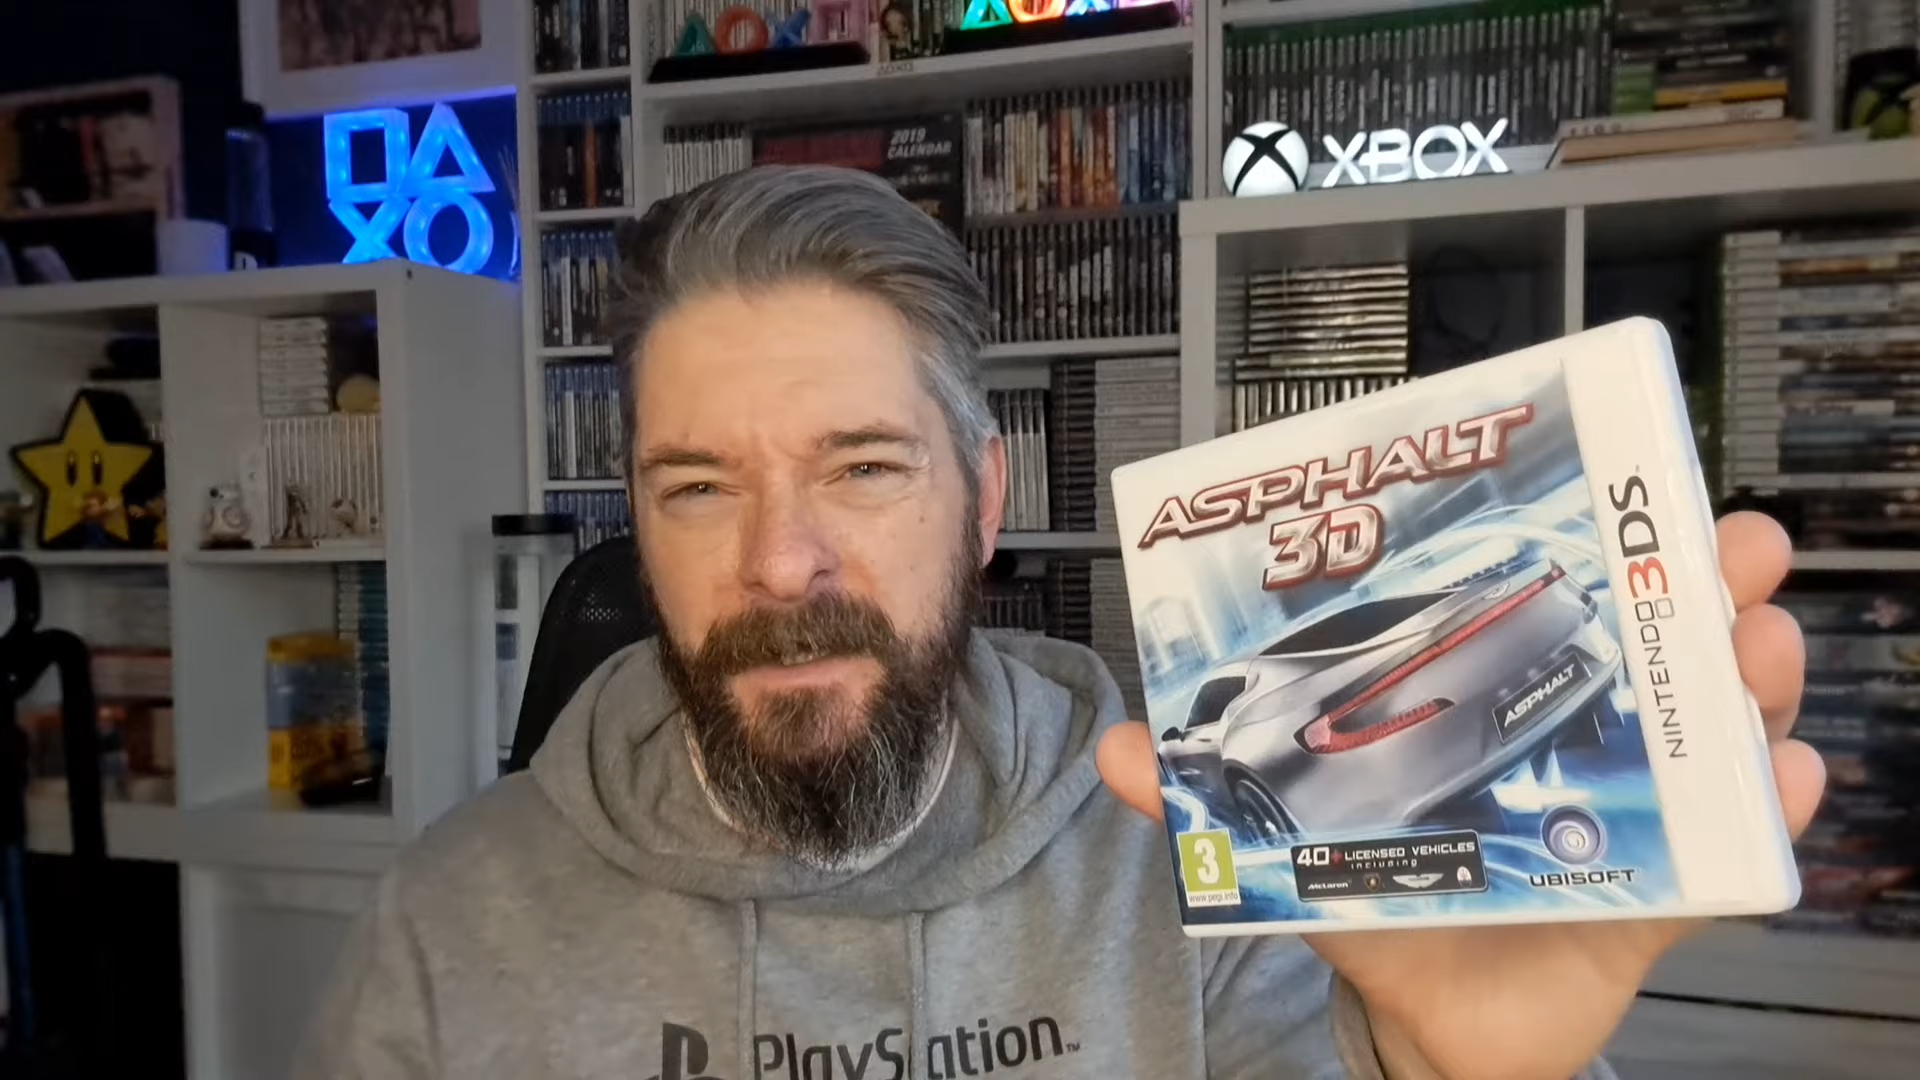 2019
CALENDAR
XBOX
ASPHALT
3D
NINTENDO 3DS
ASPHALT
3
www.pegi.info
40+ LICENSED VEHICLES
including
McLaren
UBISOFT
PlayStation